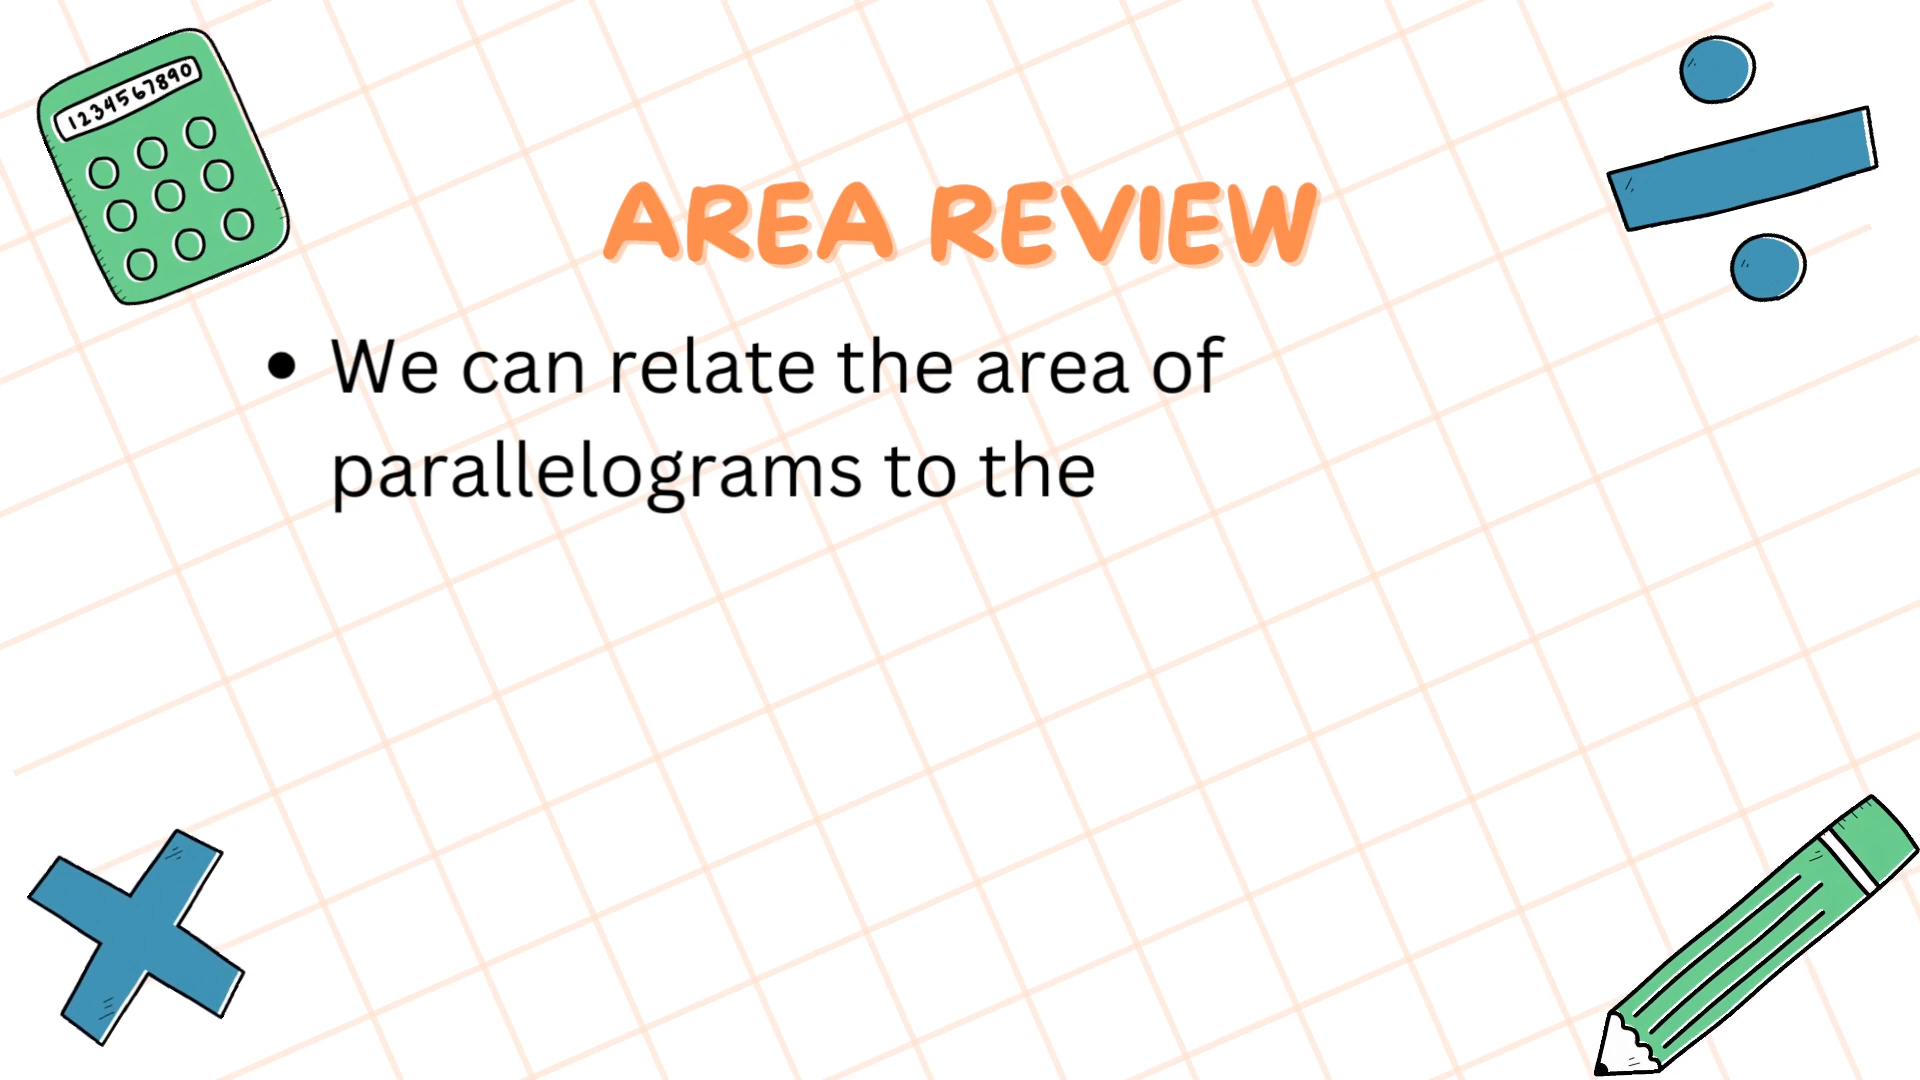 1234567890
AREA REVIEW
• We can relate the area of
parallelograms to the